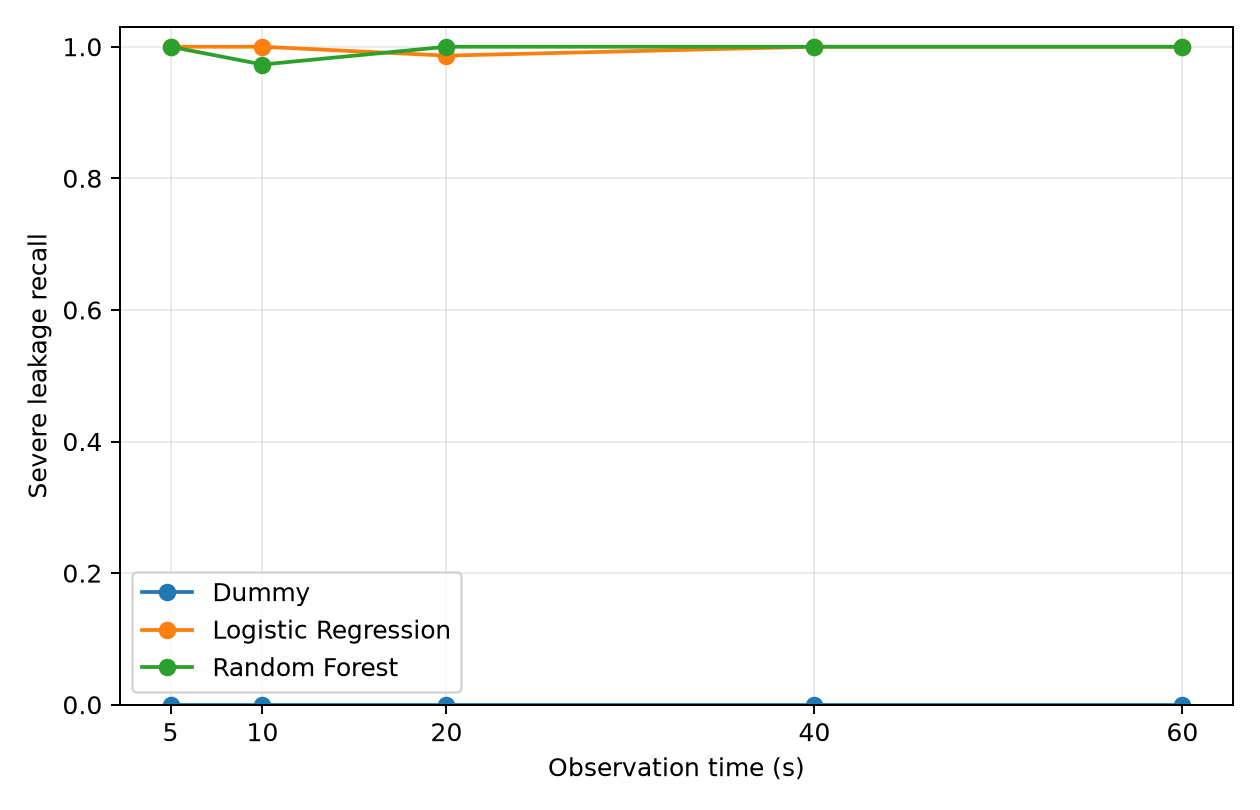 1.0
0.8
0.6
0.4
0.2
0.0
Severe leakage recall
Dummy
Logistic Regression
Random Forest
5 10 20 40 60
Observation time (s)